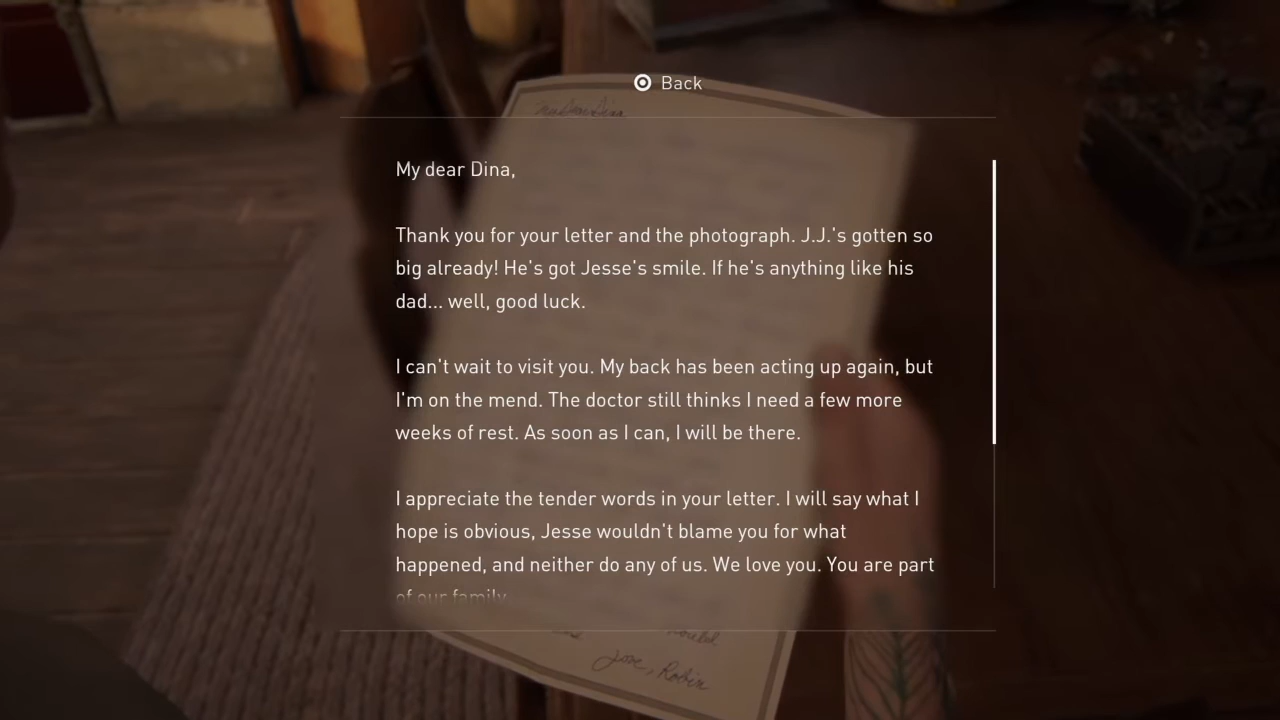 Back
My dear Dina,
Thank you for your letter and the photograph. J.J.'s gotten so
big already! He's got Jesse's smile. If he's anything like his
dad... well, good luck.
I can't wait to visit you. My back has been acting up again, but
I'm on the mend. The doctor still thinks I need a few more
weeks of rest. As soon as I can, I will be there.
I appreciate the tender words in your letter. I will say what I
hope is obvious, Jesse wouldn't blame you for what
happened, and neither do any of us. We love you. You are part
of our family
Love, Robin